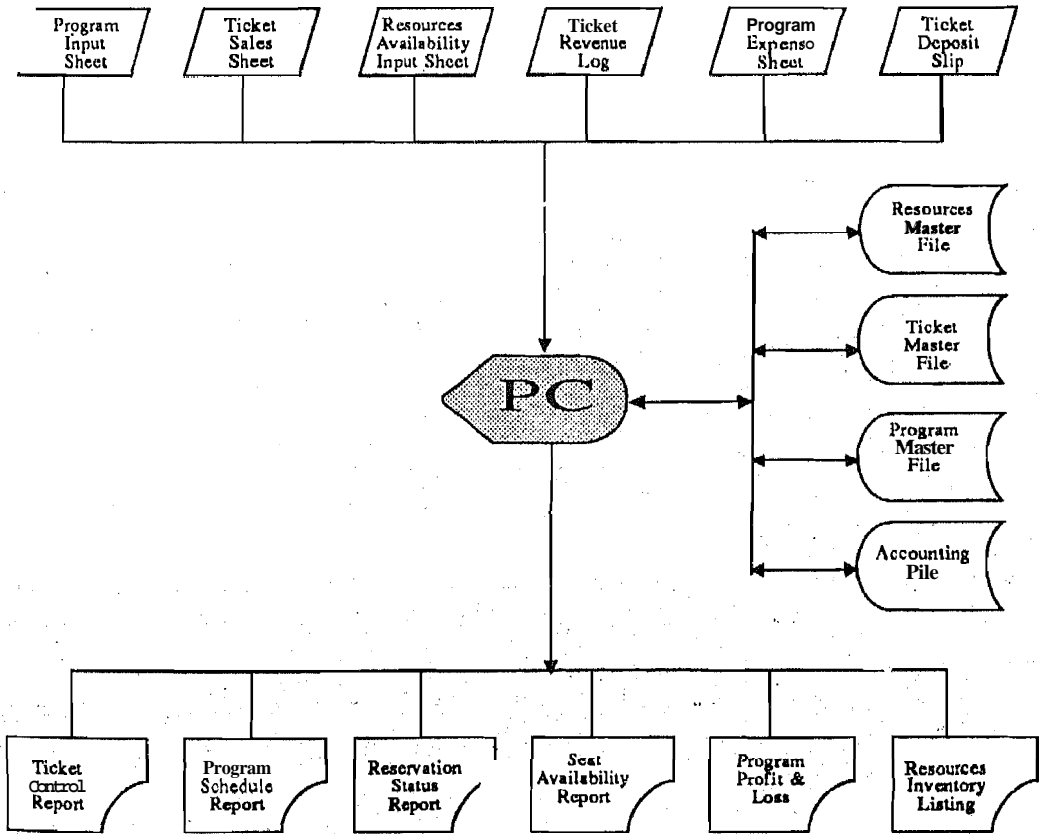 Program
Input
Sheet
Ticket
Sales
Sheet
Resources
Availability
Input Sheet
Ticket
Revenue
Log
Program
Expenso
Sheet
Ticket
Deposit
Slip
Resources
Master
File
Ticket
Master
File
PC
Program
Master
File
Accounting
Pile
Ticket
Control
Report
Program
Schedule
Report
Reservation
Status
Report
Seat
Availability
Report
Program
Profit &
Loss
Resources
Inventory
Listing